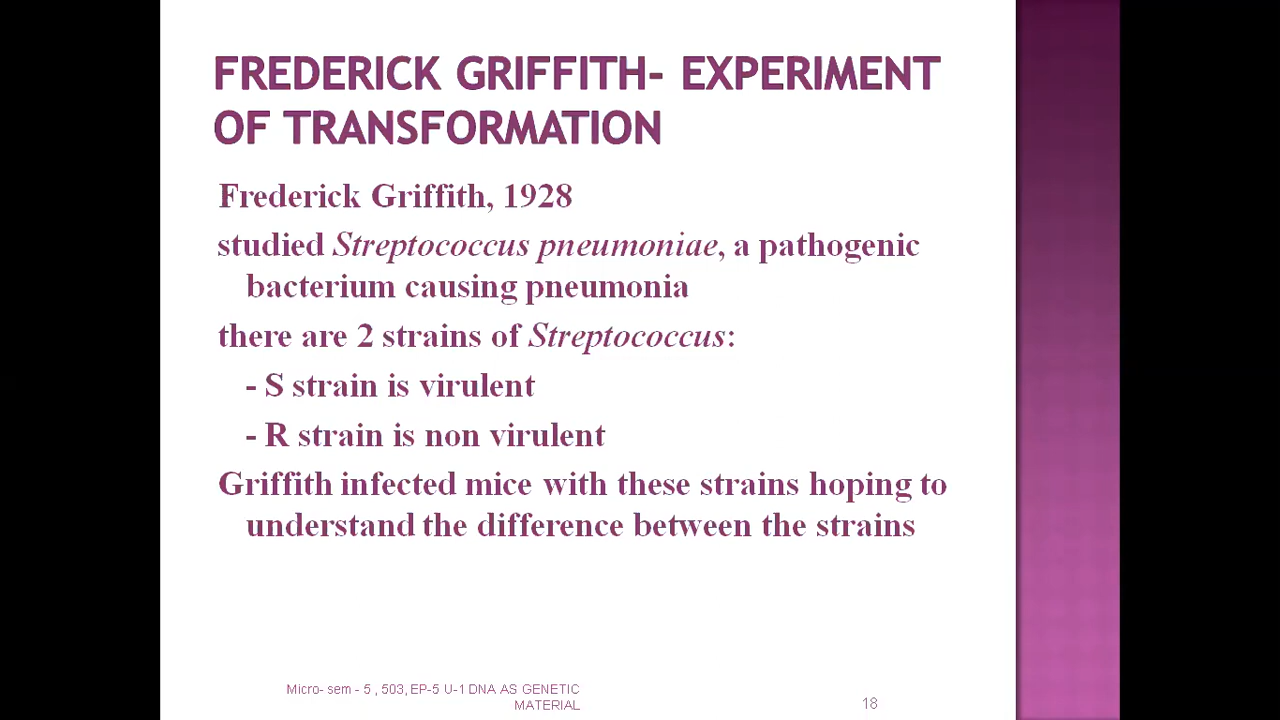 FREDERICK GRIFFITH- EXPERIMENT
OF TRANSFORMATION
Frederick Griffith, 1928
studied Streptococcus pneumoniae, a pathogenic
bacterium causing pneumonia
there are 2 strains of Streptococcus:
- S strain is virulent
- R strain is non virulent
Griffith infected mice with these strains hoping to
understand the difference between the strains
Micro- sem - 5 , 503, EP-5 U-1 DNA AS GENETIC
MATERIAL
18